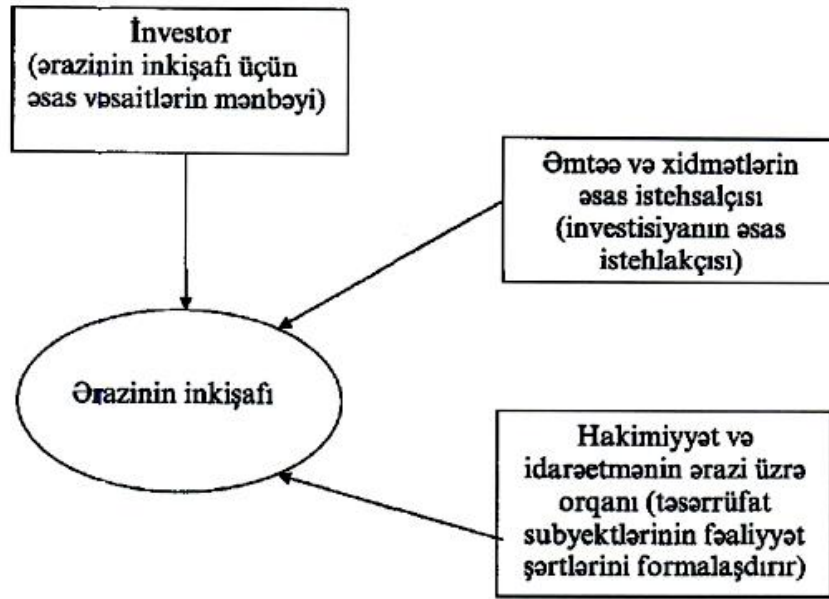 İnvestor
(ərazinin inkişafı üçün
əsas vəsaitlərin mənbəyi)
Əmtəə və xidmətlərin
əsas istehsalçısı
(investisiyanın əsas
istehlakçısı)
Ərazinin inkişafı
Hakimiyyət və
idarəetmənin ərazi üzrə
orqanı (təsərrüfat
subyektlərinin fəaliyyət
şərtlərini formalaşdırır)